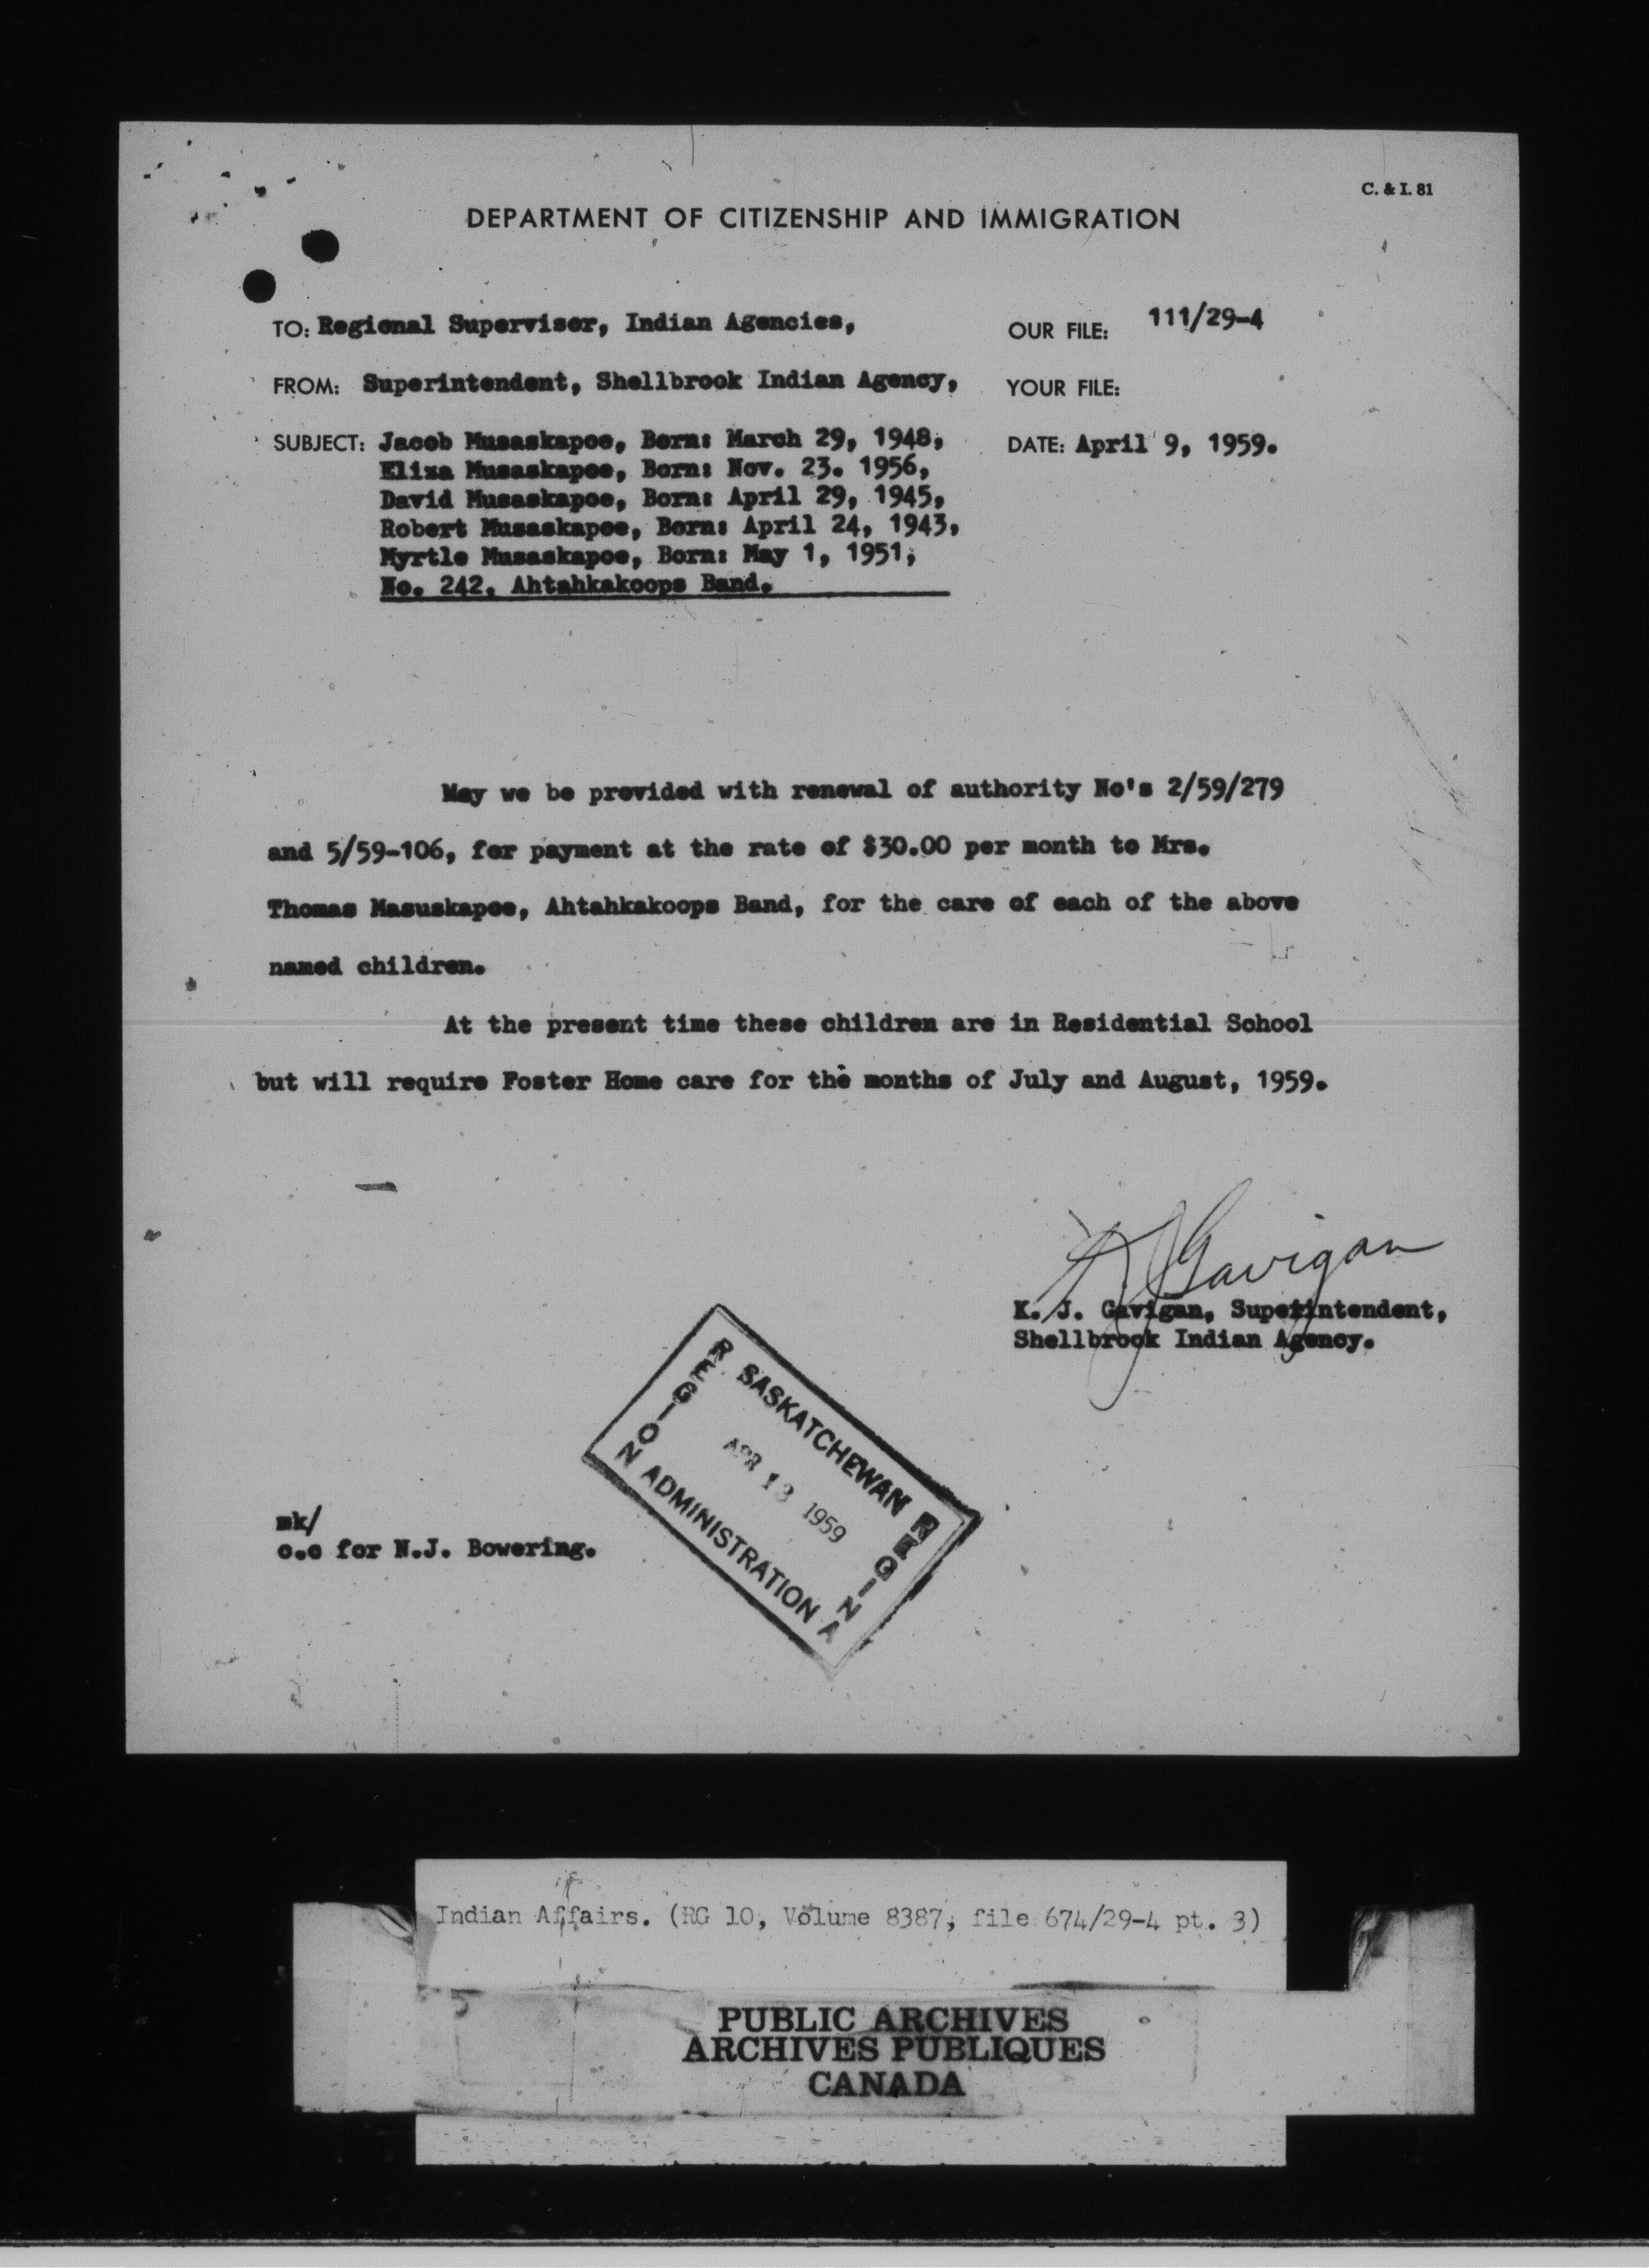 C. & I. 81
DEPARTMENT OF CITIZENSHIP AND IMMIGRATION
TO: Regional Supervisor, Indian Agencies,
OUR FILE: 111/29-4
FROM: Superintendent, Shellbrook Indian Agency,
YOUR FILE:
SUBJECT: Jacob Musaskapoe, Born: March 29, 1948,
DATE: April 9, 1959.
Eliza Musaskapoe, Born: Nov. 23. 1956,
David Musaskapoe, Born: April 29, 1945,
Robert Musaskapoe, Born: April 24, 1943,
Myrtle Musaskapoe, Born: May 1, 1951,
No. 242, Ahtahkakoops Band.
May we be provided with renewal of authority No's 2/59/279
and 5/59-106, for payment at the rate of $30.00 per month to Mrs.
Thomas Masuskapoe, Ahtahkakoops Band, for the care of each of the above
named children.
At the present time these children are in Residential School
but will require Foster Home care for the months of July and August, 1959.
K J Gavigan
K. J. Gavigan, Superintendent,
Shellbrook Indian Agency.
REGION
SASKATCHEWAN
APR 13 1959
REGINA
ADMINISTRATION
mk/
c.c for N.J. Bowering.
Indian Affairs. (RG 10, Volume 8387, file 674/29-4 pt. 3)
PUBLIC ARCHIVES
ARCHIVES PUBLIQUES
CANADA